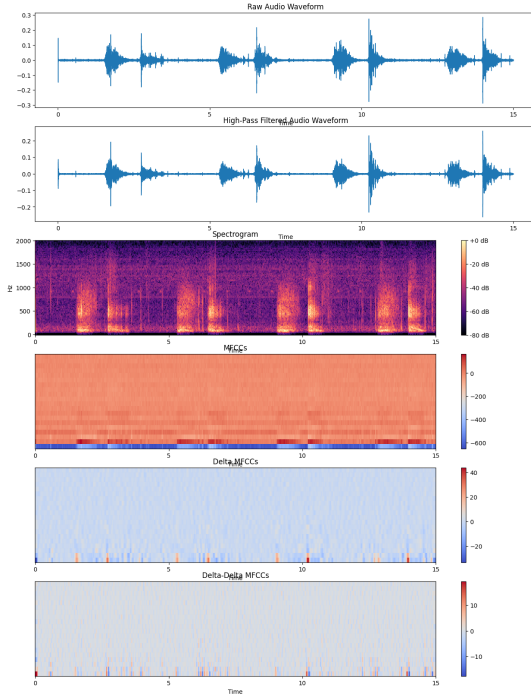 Raw Audio Waveform
0.3
0.2
0.1
0.0
−0.1
−0.2
−0.3
0 5 10 15
Time
High-Pass Filtered Audio Waveform
0.2
0.1
0.0
−0.1
−0.2
0 5 10 15
Time
Spectrogram
2000
1500
1000
500
0
Hz
0 5 10 15
Time
+0 dB
-20 dB
-40 dB
-60 dB
-80 dB
MFCCs
0 5 10 15
Time
0
−200
−400
−600
Delta MFCCs
0 5 10 15
Time
40
20
0
−20
Delta-Delta MFCCs
0 5 10 15
Time
10
0
−10